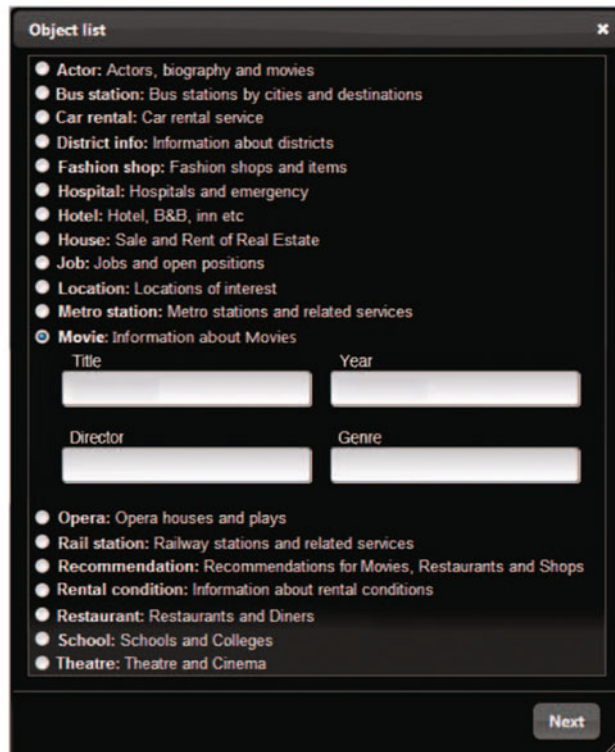 Object list
Actor: Actors, biography and movies
Bus station: Bus stations by cities and destinations
Car rental: Car rental service
District info: Information about districts
Fashion shop: Fashion shops and items
Hospital: Hospitals and emergency
Hotel: Hotel, B&B, inn etc
House: Sale and Rent of Real Estate
Job: Jobs and open positions
Location: Locations of interest
Metro station: Metro stations and related services
Movie: Information about Movies
Title Year
Director Genre
Opera: Opera houses and plays
Rail station: Railway stations and related services
Recommendation: Recommendations for Movies, Restaurants and Shops
Rental condition: Information about rental conditions
Restaurant: Restaurants and Diners
School: Schools and Colleges
Theatre: Theatre and Cinema
Next